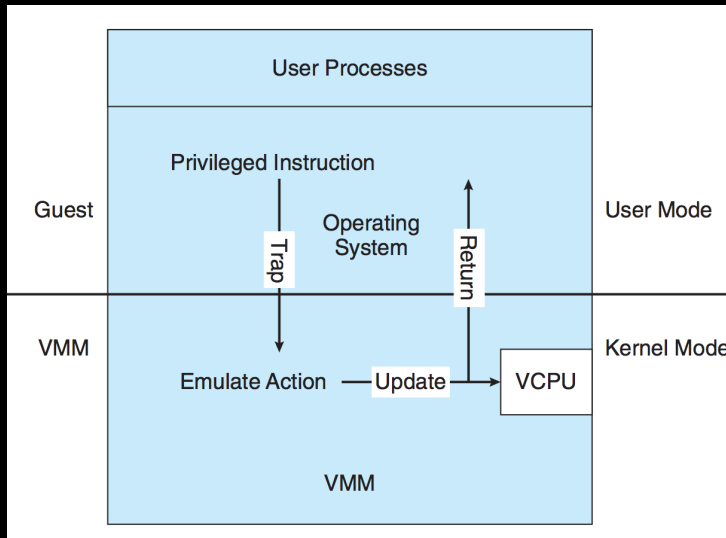 User Processes
Privileged Instruction
Guest
User Mode
Operating
System
Trap
Return
VMM
Kernel Mode
Emulate Action
Update
VCPU
VMM